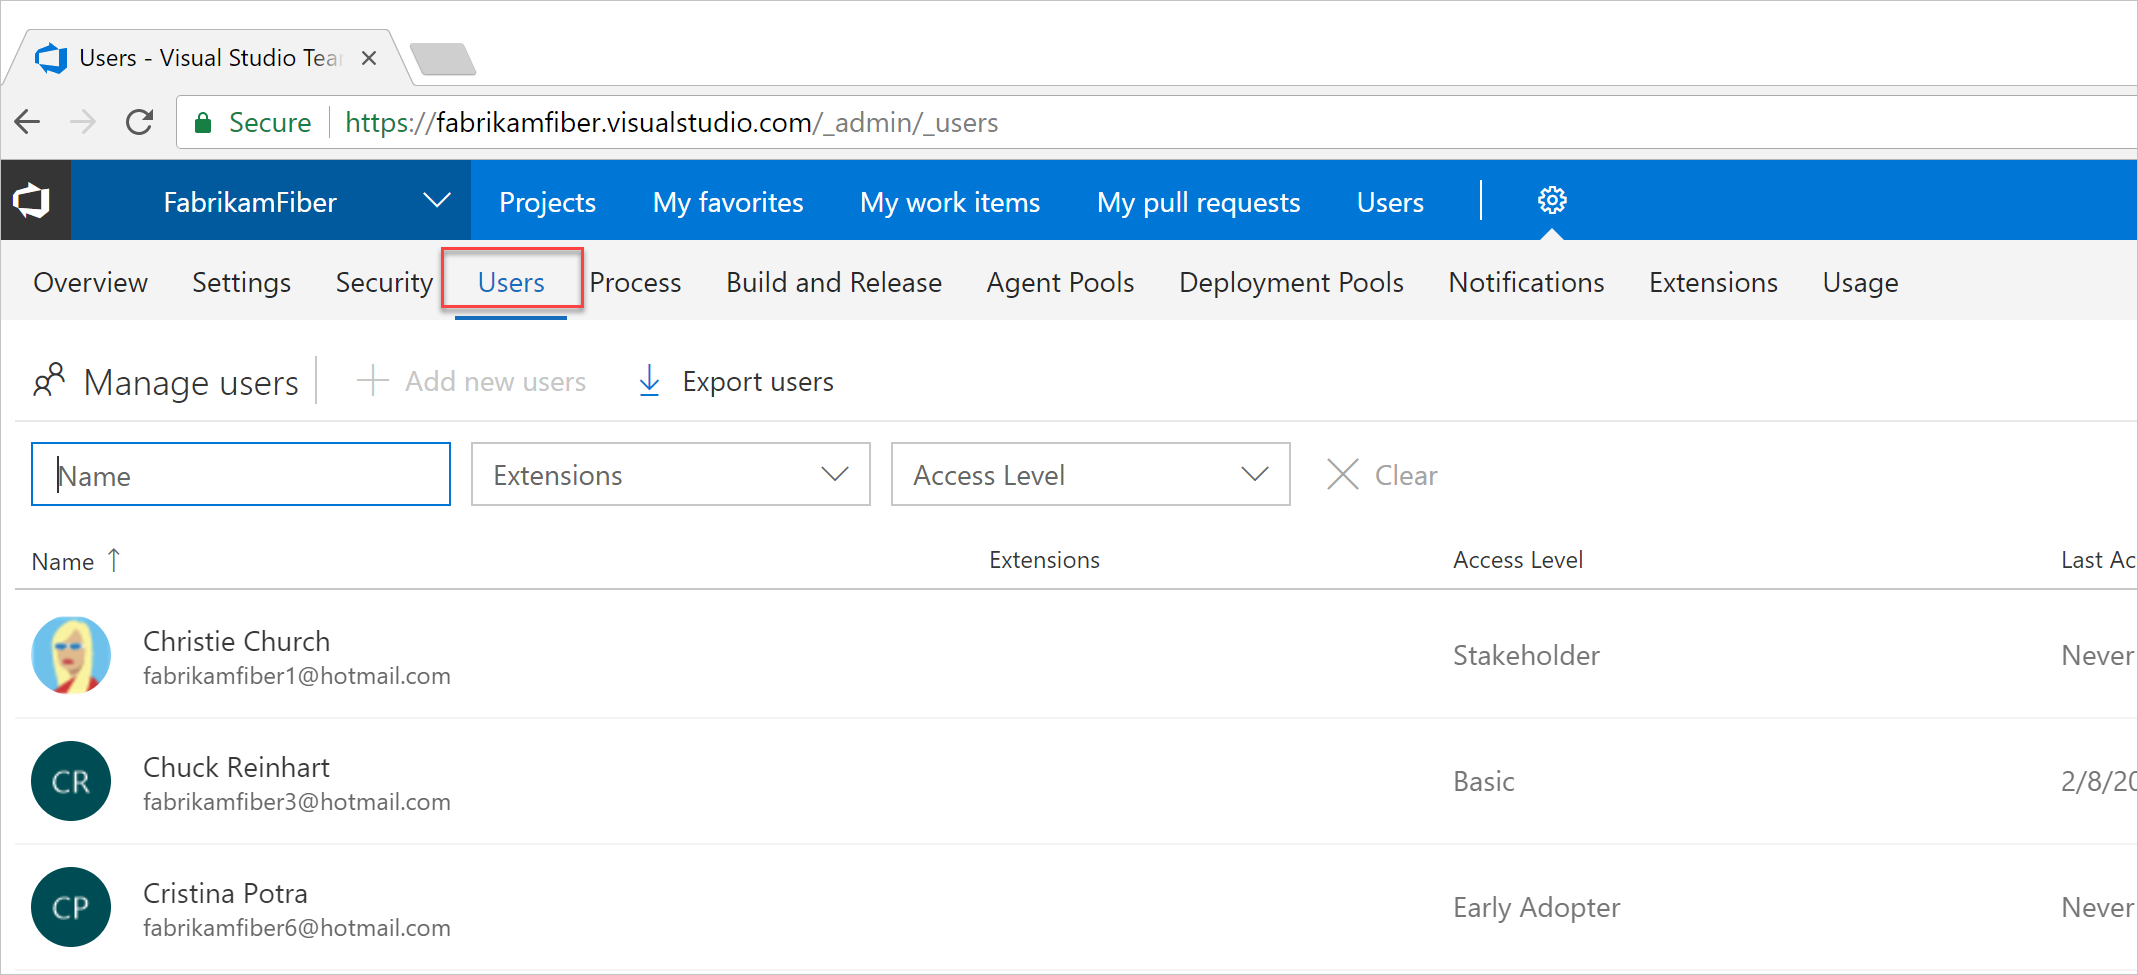 Users - Visual Studio Tea
Secure https://fabrikamfiber.visualstudio.com/_admin/_users
FabrikamFiber Projects My favorites My work items My pull requests Users
Overview Settings Security Users Process Build and Release Agent Pools Deployment Pools Notifications Extensions Usage
Manage users Add new users Export users
Name Extensions Access Level Clear
Name Extensions Access Level Last Ac
Christie Church
fabrikamfiber1@hotmail.com
Stakeholder Never
CR
Chuck Reinhart
fabrikamfiber3@hotmail.com
Basic 2/8/20
CP
Cristina Potra
fabrikamfiber6@hotmail.com
Early Adopter Never